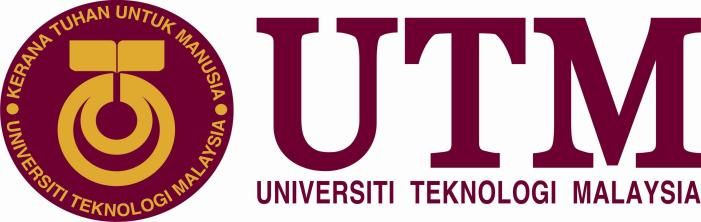 KERANA TUHAN UNTUK MANUSIA
UNIVERSITI TEKNOLOGI MALAYSIA
UTM
UNIVERSITI TEKNOLOGI MALAYSIA